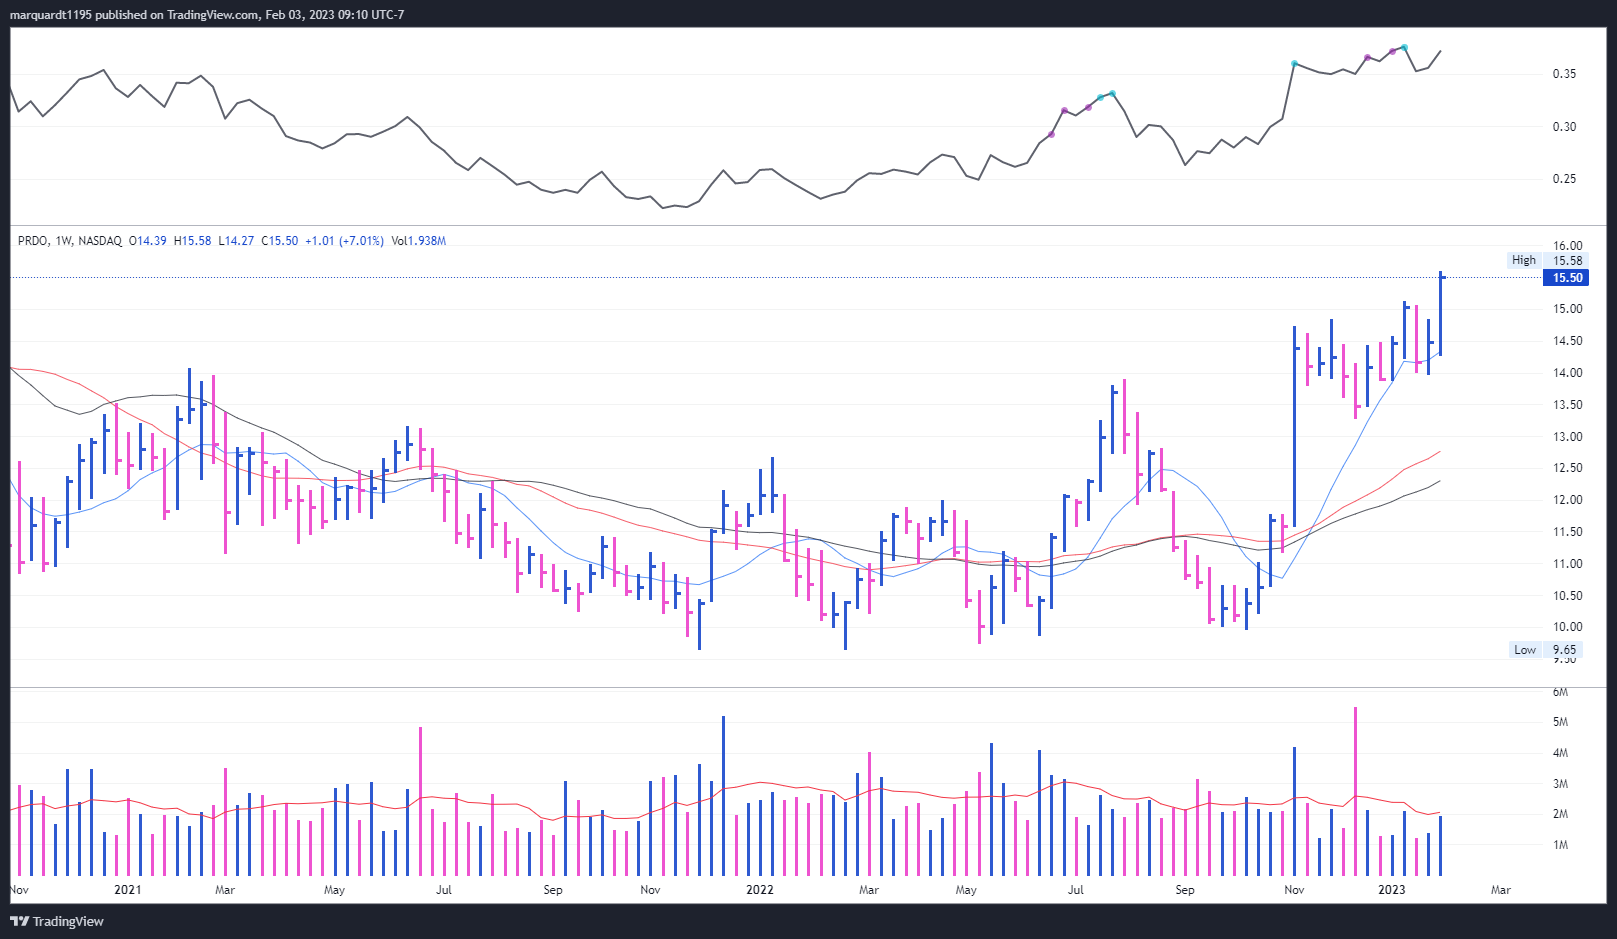 marquardt1195 published on TradingView.com, Feb 03, 2023 09:10 UTC-7
0.35
0.30
0.25
PRDO, 1W, NASDAQ O14.39 H15.58 L14.27 C15.50 +1.01 (+7.01%) Vol1.938M
16.00
High 15.58
15.50
15.00
14.50
14.00
13.50
13.00
12.50
12.00
11.50
11.00
10.50
10.00
Low 9.65
9.50
6M
5M
4M
3M
2M
1M
Nov 2021 Mar May Jul Sep Nov 2022 Mar May Jul Sep Nov 2023 Mar
TradingView